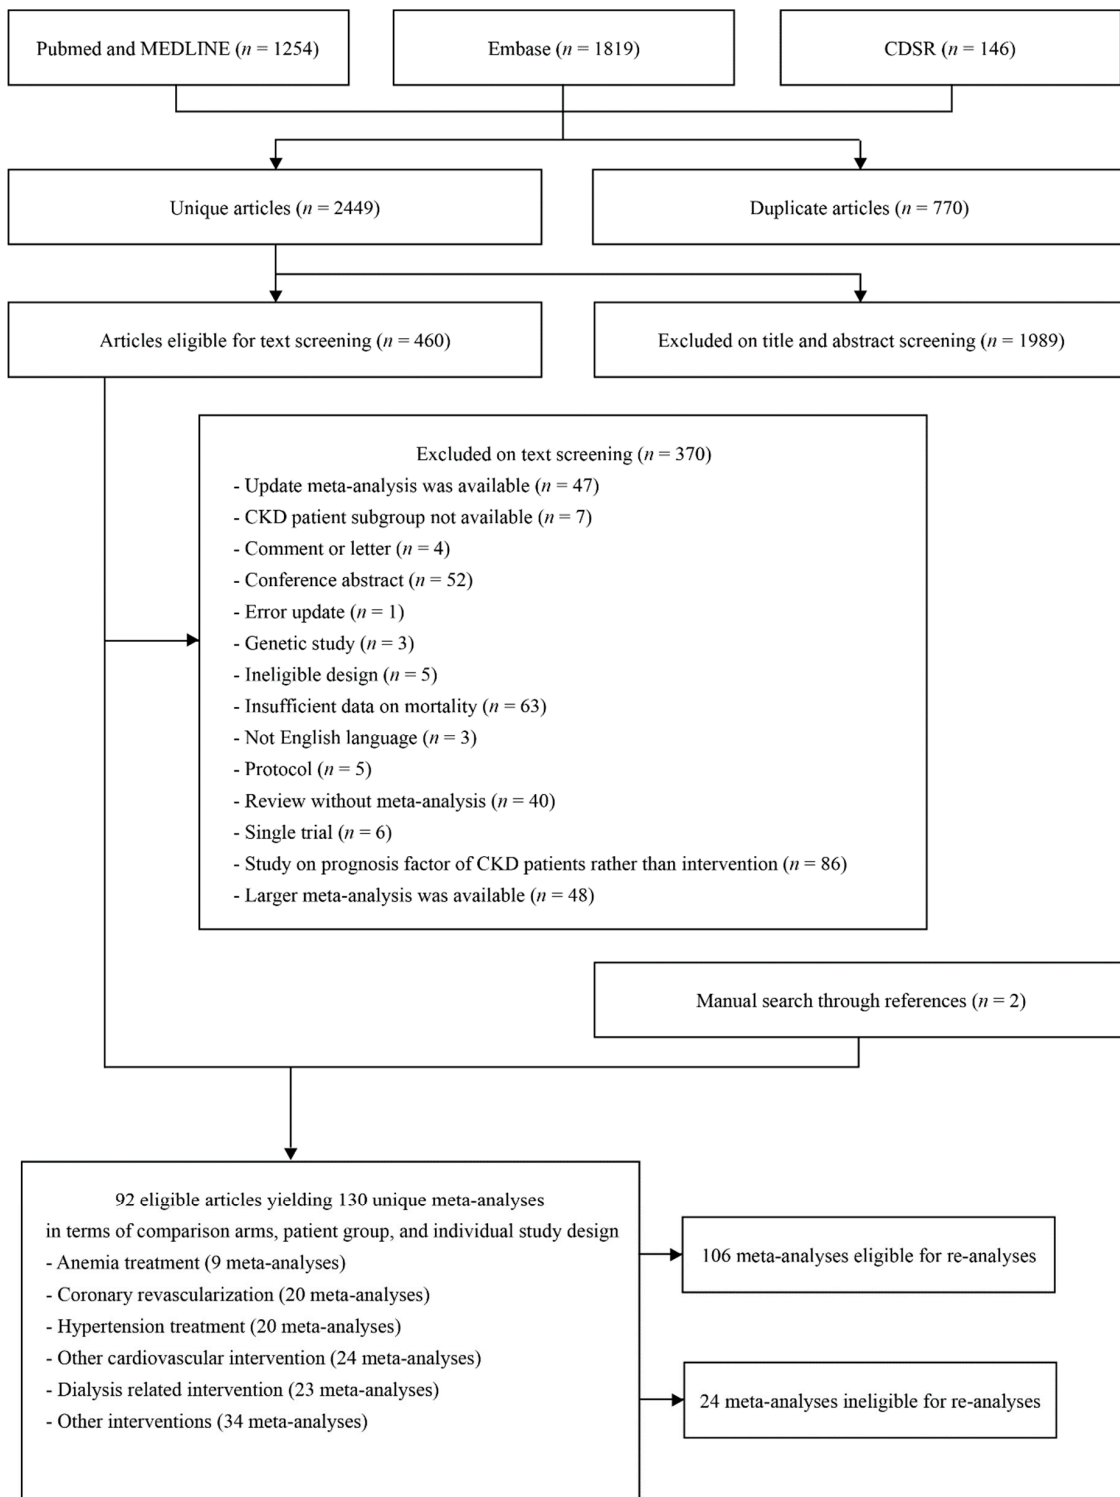 Pubmed and MEDLINE (n = 1254)
Embase (n = 1819)
CDSR (n = 146)
Unique articles (n = 2449)
Duplicate articles (n = 770)
Articles eligible for text screening (n = 460)
Excluded on title and abstract screening (n = 1989)
Excluded on text screening (n = 370)
- Update meta-analysis was available (n = 47)
- CKD patient subgroup not available (n = 7)
- Comment or letter (n = 4)
- Conference abstract (n = 52)
- Error update (n = 1)
- Genetic study (n = 3)
- Ineligible design (n = 5)
- Insufficient data on mortality (n = 63)
- Not English language (n = 3)
- Protocol (n = 5)
- Review without meta-analysis (n = 40)
- Single trial (n = 6)
- Study on prognosis factor of CKD patients rather than intervention (n = 86)
- Larger meta-analysis was available (n = 48)
Manual search through references (n = 2)
92 eligible articles yielding 130 unique meta-analyses
in terms of comparison arms, patient group, and individual study design
- Anemia treatment (9 meta-analyses)
- Coronary revascularization (20 meta-analyses)
- Hypertension treatment (20 meta-analyses)
- Other cardiovascular intervention (24 meta-analyses)
- Dialysis related intervention (23 meta-analyses)
- Other interventions (34 meta-analyses)
106 meta-analyses eligible for re-analyses
24 meta-analyses ineligible for re-analyses